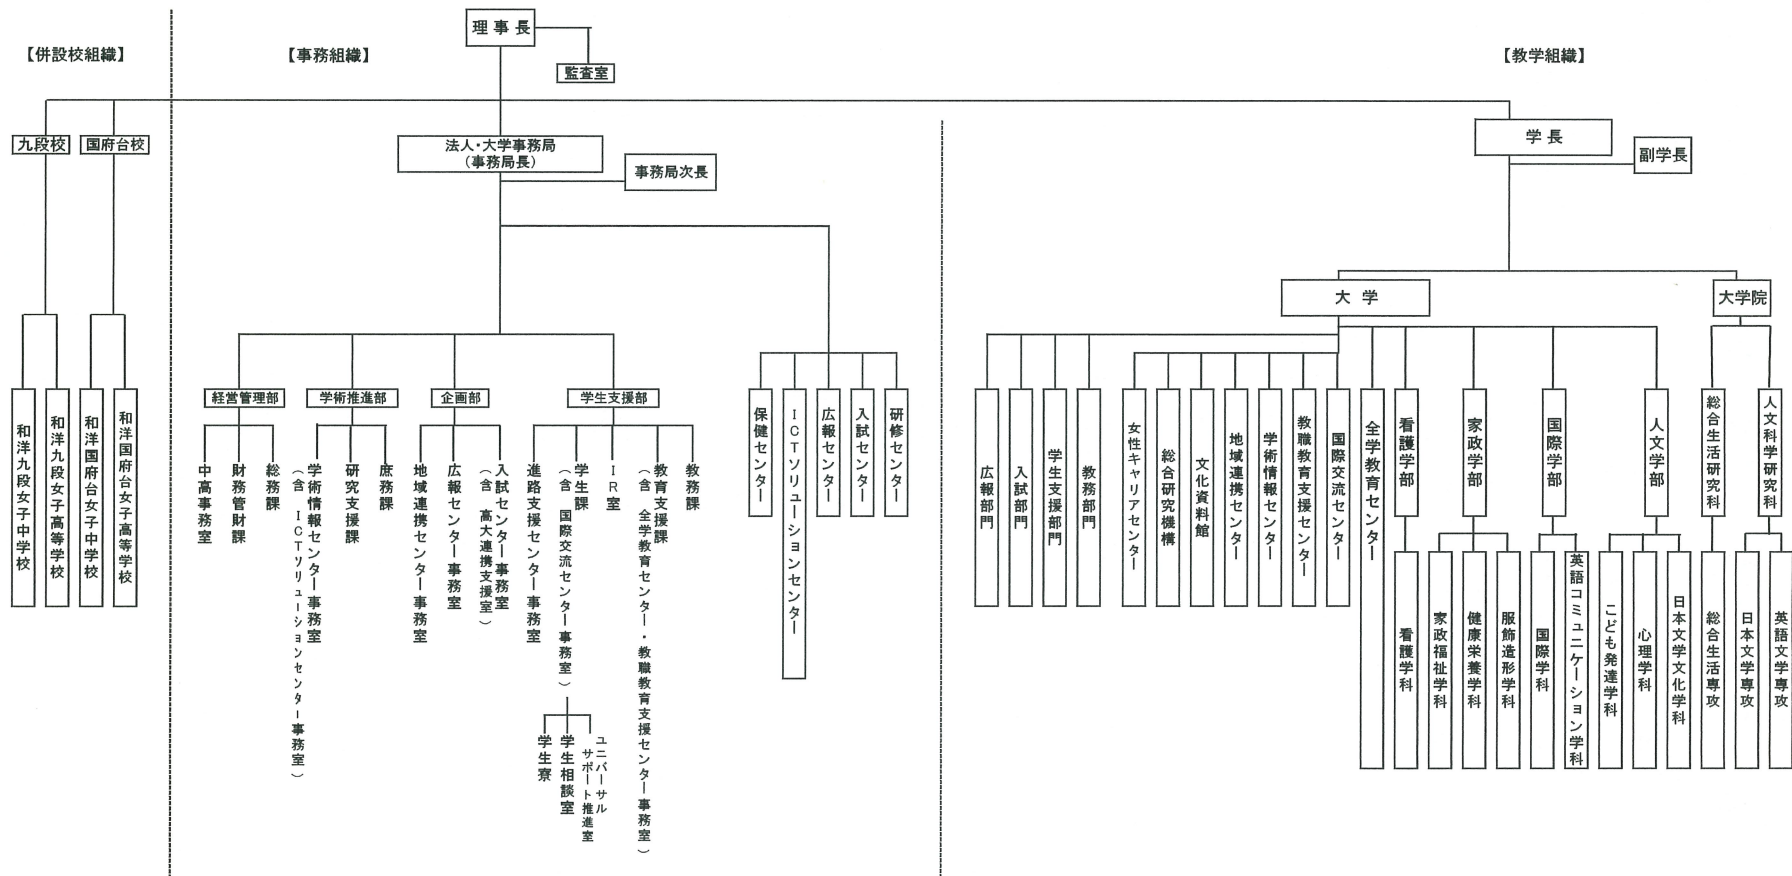 理事長
監査室
【併設校組織】
【事務組織】
【教学組織】
九段校
国府台校
和洋九段女子中学校
和洋九段女子高等学校
和洋国府台女子中学校
和洋国府台女子高等学校
法人・大学事務局
(事務局長)
事務局次長
経営管理部
中高事務室
財務管財課
総務課
学術推進部
学術情報センター事務室
(含 ICTソリューションセンター事務室)
研究支援課
庶務課
企画部
地域連携センター事務室
広報センター事務室
入試センター事務室
(含 高大連携支援室)
学生支援部
進路支援センター事務室
学生課
(含 国際交流センター事務室)
学生寮
学生相談室
ユニバーサル
サポート推進室
IR室
教育支援課
(含 全学教育センター・教職教育支援センター事務室)
教務課
保健センター
ICTソリューションセンター
広報センター
入試センター
研修センター
学長
副学長
大学
広報部門
入試部門
学生支援部門
教務部門
女性キャリアセンター
総合研究機構
文化資料館
地域連携センター
学術情報センター
教職教育支援センター
国際交流センター
全学教育センター
看護学部
看護学科
家政学部
家政福祉学科
健康栄養学科
服飾造形学科
国際学部
国際学科
英語コミュニケーション学科
人文学部
こども発達学科
心理学科
日本文学文化学科
大学院
総合生活研究科
総合生活専攻
人文科学研究科
日本文学専攻
英語文学専攻